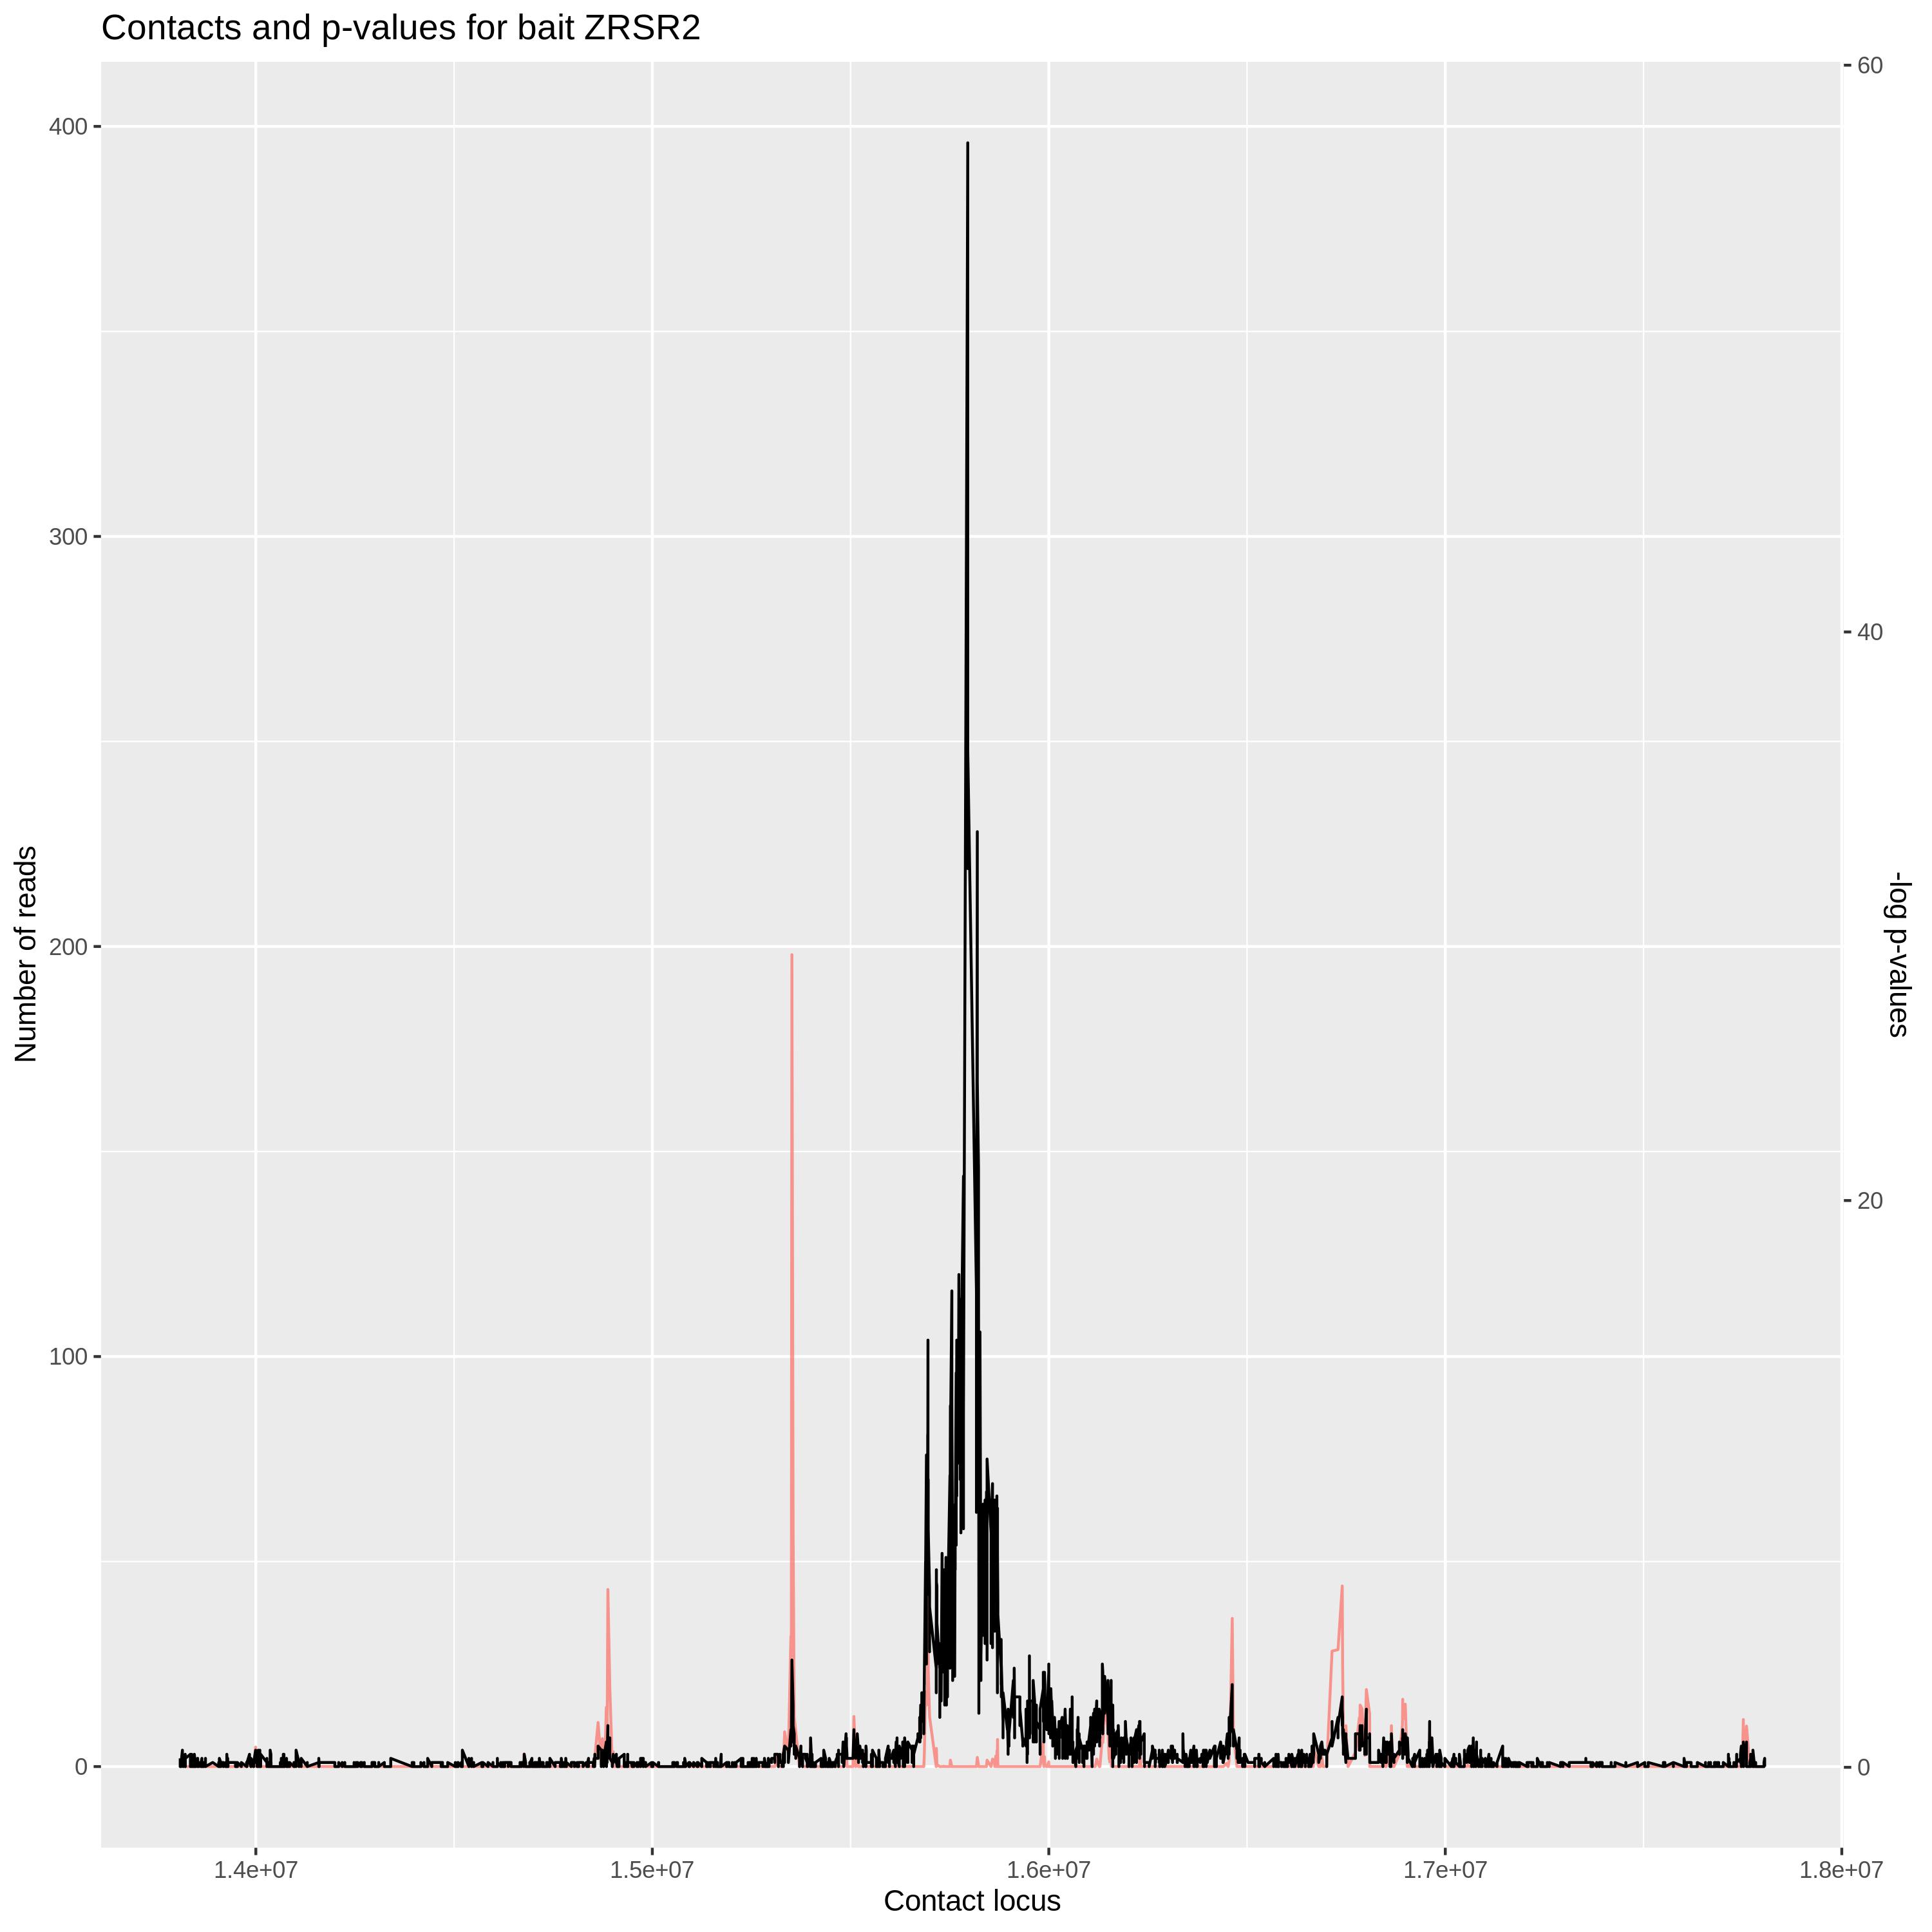 Contacts and p-values for bait ZRSR2
60
400
300
40
Number of reads
-log p-values
200
20
100
0
0
1.4e+07
1.5e+07
1.6e+07
1.7e+07
1.8e+07
Contact locus